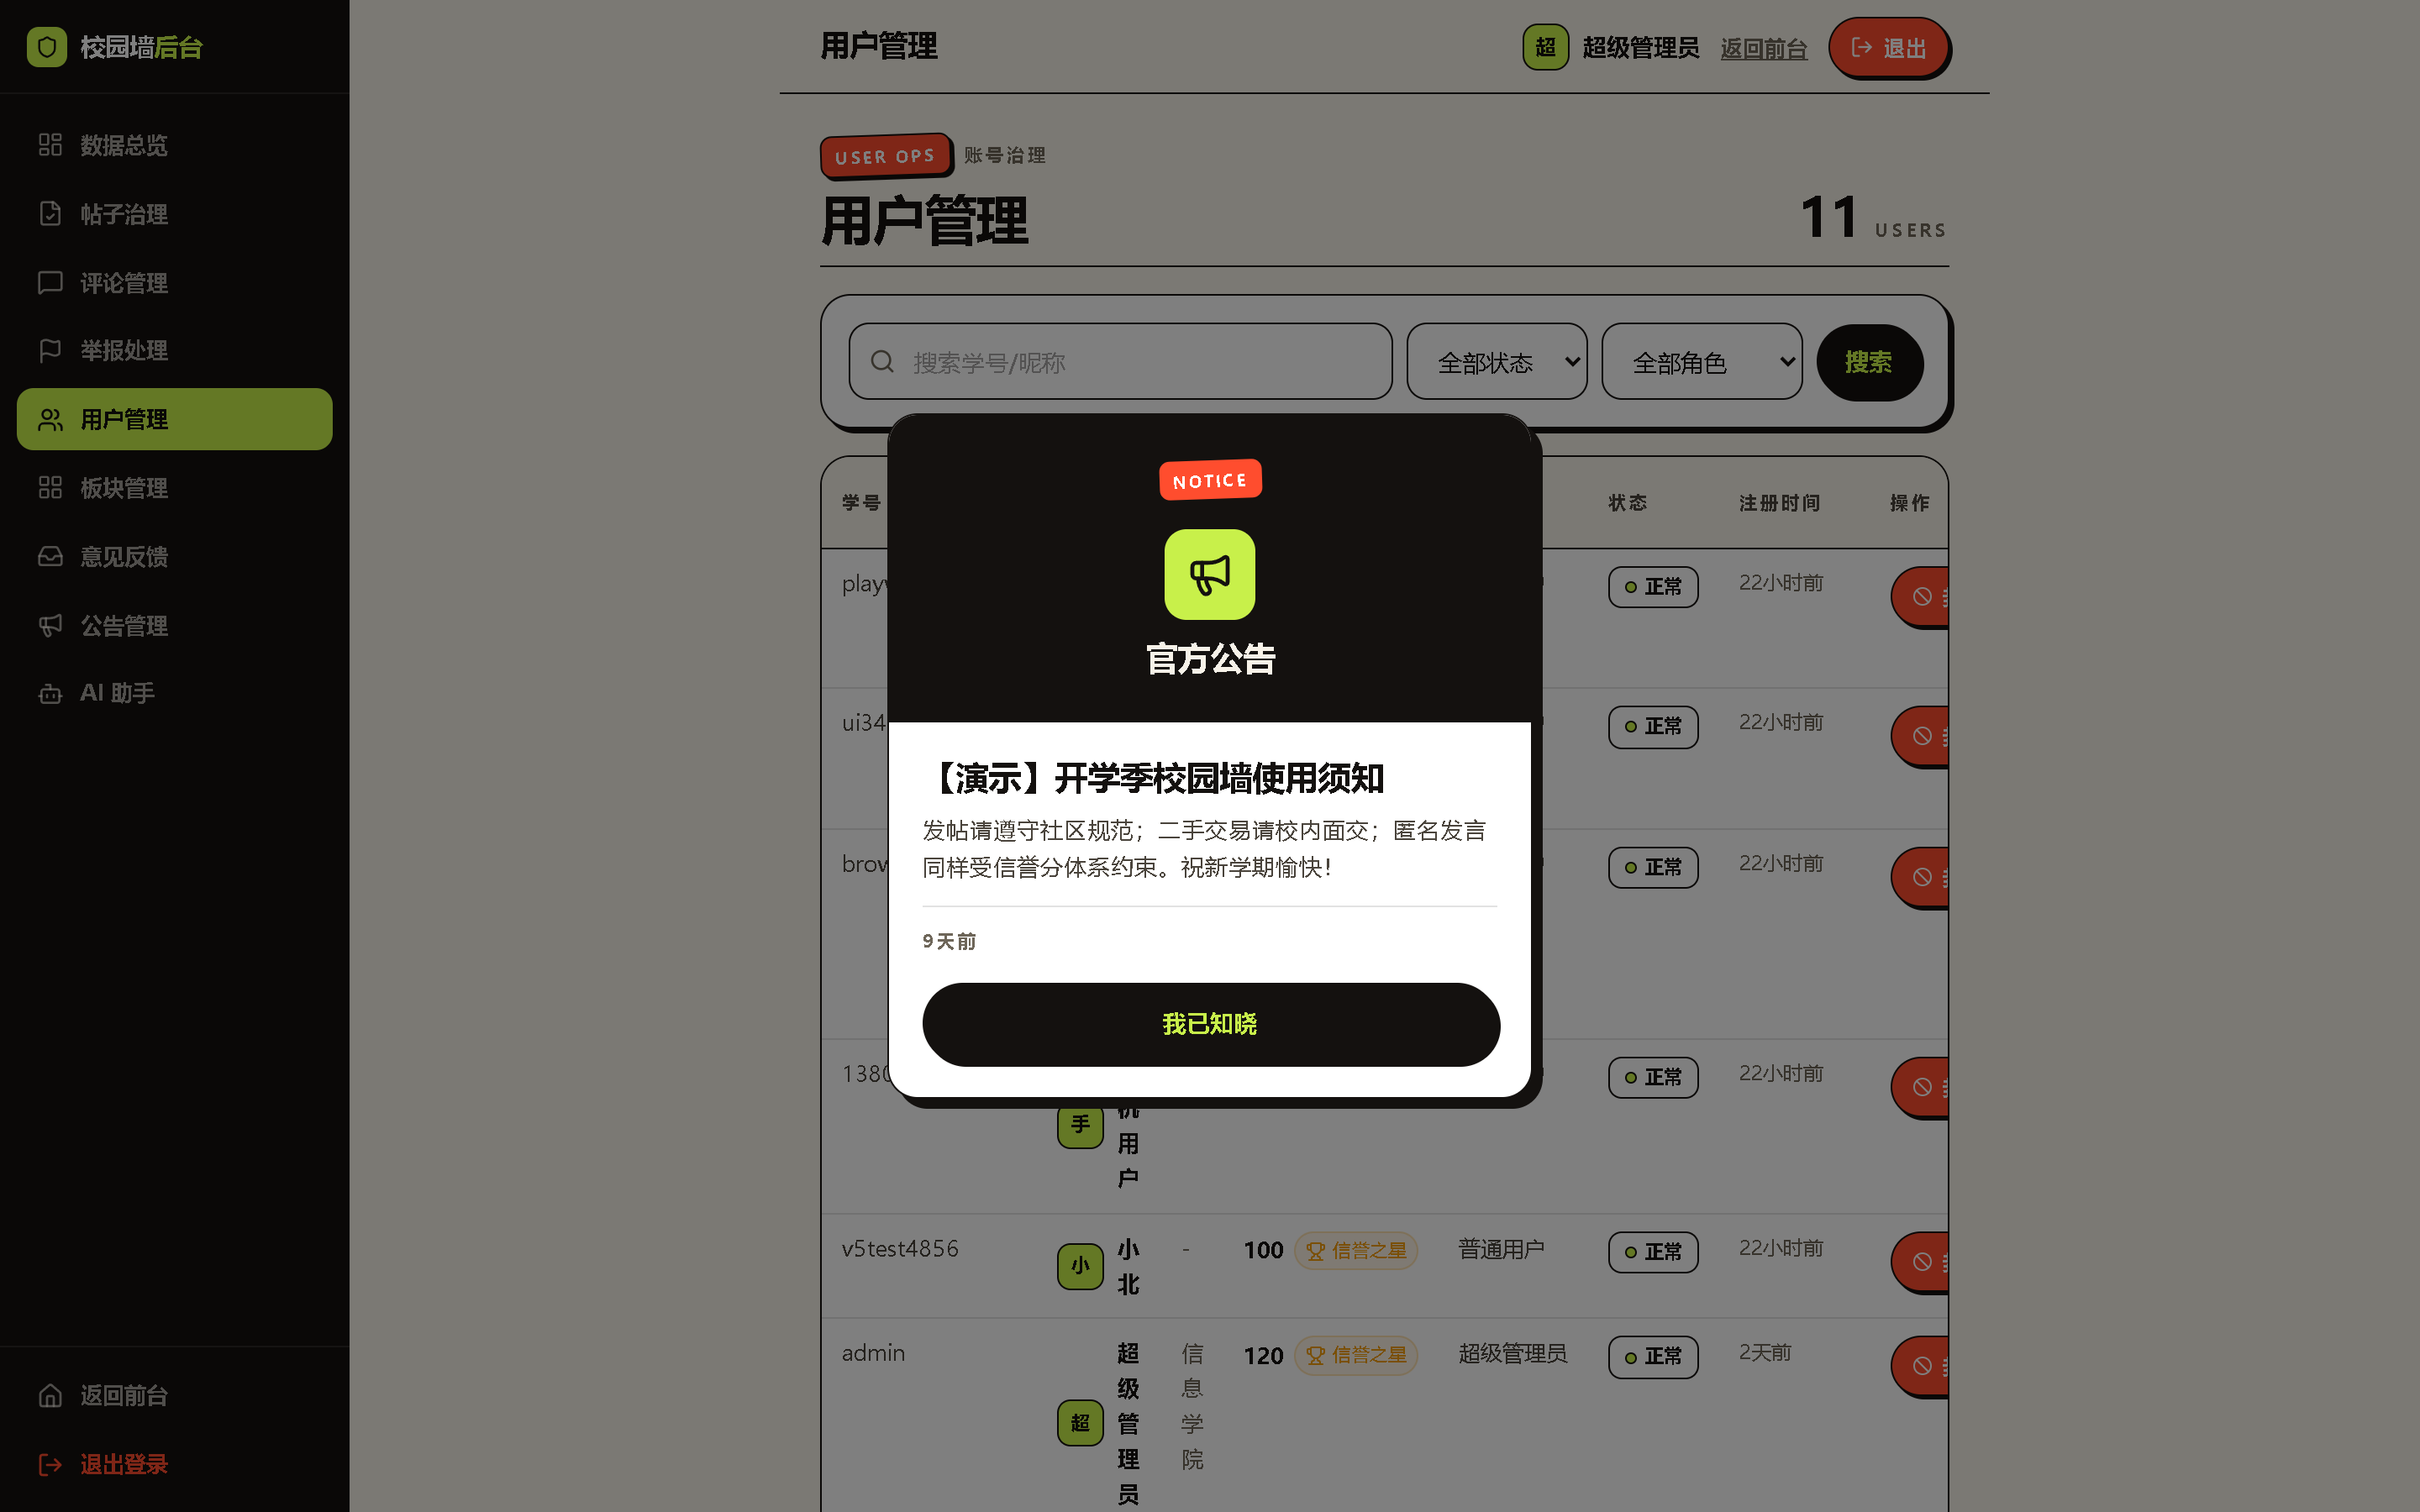 校园墙后台
数据总览
帖子治理
评论管理
举报处理
用户管理
板块管理
意见反馈
公告管理
AI 助手
返回前台
退出登录
用户管理
超 超级管理员 返回前台 退出
USER OPS 账号治理
用户管理
11 USERS
搜索学号/昵称 全部状态 全部角色 搜索
学号 状态 注册时间 操作
正常 22小时前
ui34 正常 22小时前
正常 22小时前
正常 22小时前
手
用
户
v5test4856 小 小 - 100 信誉之星 普通用户 正常 22小时前
北
admin 超 信 120 信誉之星 超级管理员 正常 2天前
级 息
超 管 学
理 院
员
NOTICE
官方公告
【演示】开学季校园墙使用须知
发帖请遵守社区规范；二手交易请校内面交；匿名发言
同样受信誉分体系约束。祝新学期愉快！
9天前
我已知晓